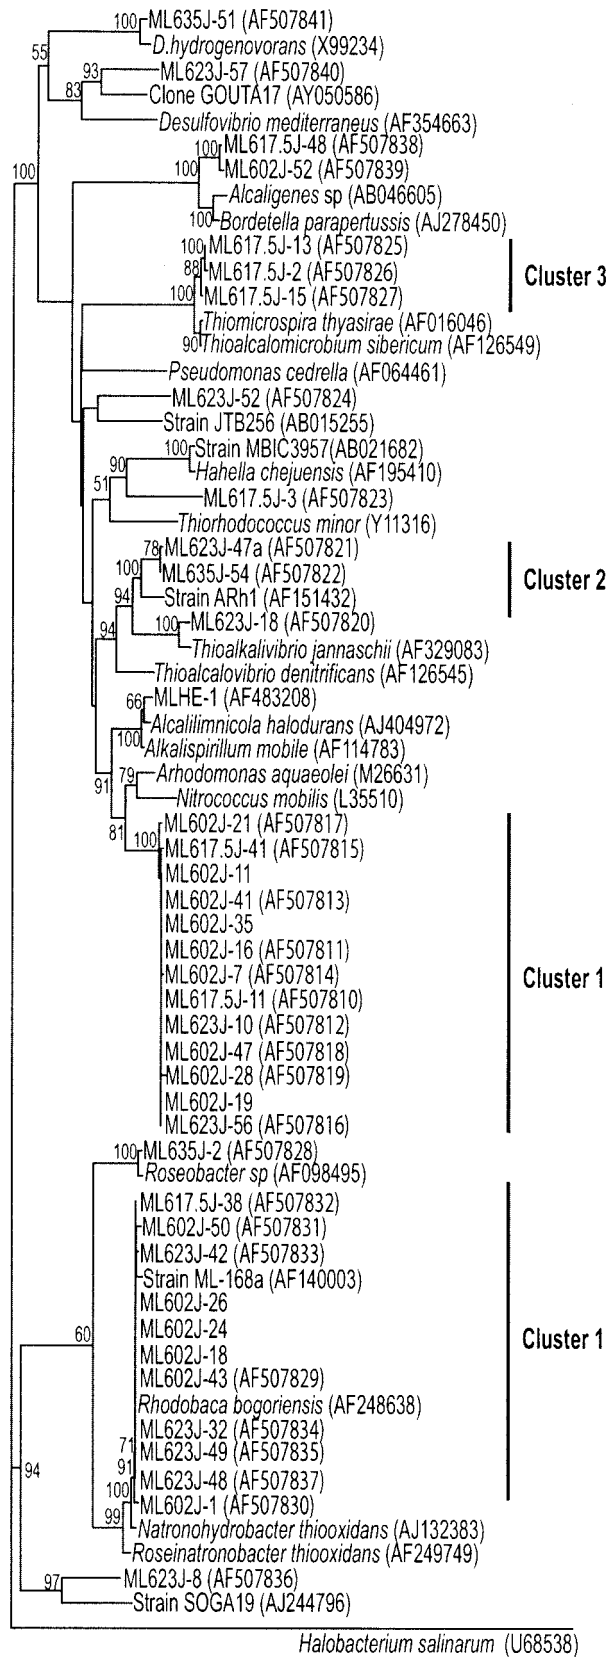 100 ML635J-51 (AF507841)
55 D.hydrogenovorans (X99234)
93 ML623J-57 (AF507840)
83 Clone GOUTA17 (AY050586)
Desulfovibrio mediterraneus (AF354663)
100 ML617.5J-48 (AF507838)
100 100 ML602J-52 (AF507839)
Alcaligenes sp (AB046605)
100 Bordetella parapertussis (AJ278450)
100 ML617.5J-13 (AF507825)
88 ML617.5J-2 (AF507826)
Cluster 3
100 ML617.5J-15 (AF507827)
Thiomicrospira thyasirae (AF016046)
90 Thioalcalomicrobium sibericum (AF126549)
Pseudomonas cedrella (AF064461)
ML623J-52 (AF507824)
Strain JTB256 (AB015255)
100 Strain MBIC3957(AB021682)
90 Hahella chejuensis (AF195410)
51 ML617.5J-3 (AF507823)
Thiorhodococcus minor (Y11316)
78 ML623J-47a (AF507821)
100 ML635J-54 (AF507822)
Cluster 2
94 Strain ARh1 (AF151432)
100 ML623J-18 (AF507820)
94 Thioalkalivibrio jannaschii (AF329083)
Thioalcalovibrio denitrificans (AF126545)
66 MLHE-1 (AF483208)
Alcalilimnicola halodurans (AJ404972)
100 Alkalispirillum mobile (AF114783)
91 79 Arhodomonas aquaeolei (M26631)
Nitrococcus mobilis (L35510)
81 100 ML602J-21 (AF507817)
ML617.5J-41 (AF507815)
ML602J-11
ML602J-41 (AF507813)
ML602J-35
ML602J-16 (AF507811)
ML602J-7 (AF507814)
Cluster 1
ML617.5J-11 (AF507810)
ML623J-10 (AF507812)
ML602J-47 (AF507818)
ML602J-28 (AF507819)
ML602J-19
ML623J-56 (AF507816)
100 ML635J-2 (AF507828)
Roseobacter sp (AF098495)
ML617.5J-38 (AF507832)
ML602J-50 (AF507831)
ML623J-42 (AF507833)
Strain ML-168a (AF140003)
ML602J-26
60 ML602J-24
Cluster 1
ML602J-18
ML602J-43 (AF507829)
Rhodobaca bogoriensis (AF248638)
ML623J-32 (AF507834)
71 ML623J-49 (AF507835)
94 91 ML623J-48 (AF507837)
100 ML602J-1 (AF507830)
99 Natronohydrobacter thiooxidans (AJ132383)
Roseinatronobacter thiooxidans (AF249749)
97 ML623J-8 (AF507836)
Strain SOGA19 (AJ244796)
Halobacterium salinarum (U68538)